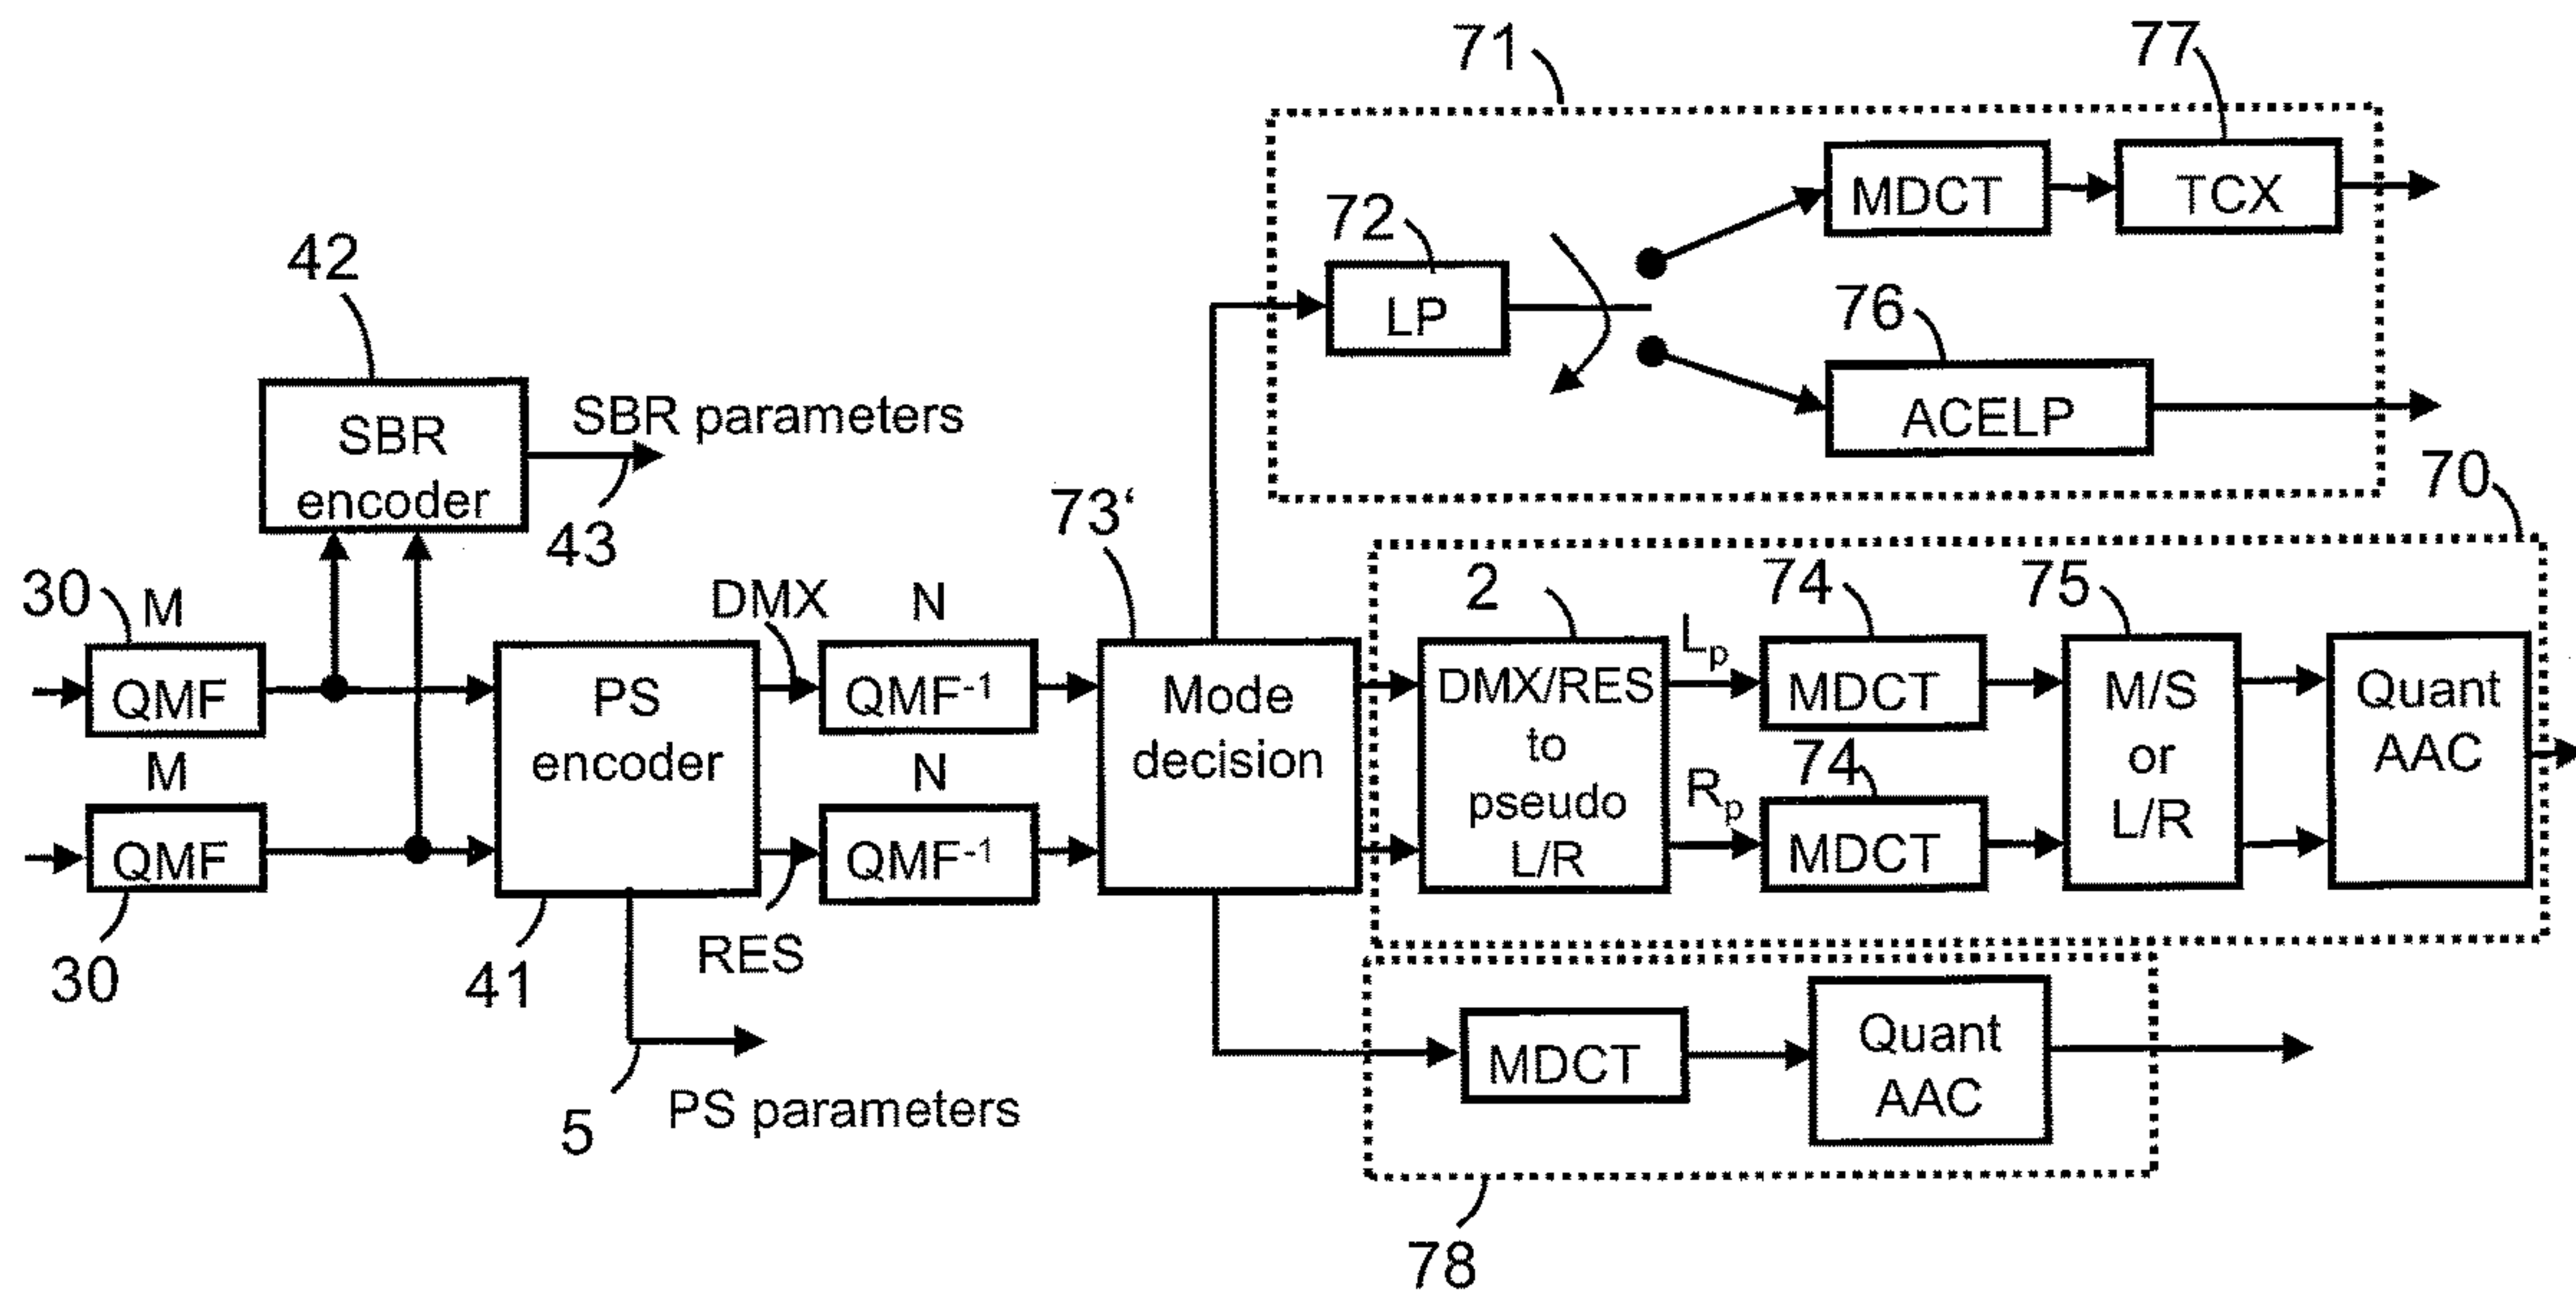 71
77
72
MDCT
TCX
LP
76
ACELP
42
SBR
encoder
SBR parameters
43
73‘
70
30
M
QMF
M
QMF
30
PS
encoder
41
DMX
RES
5
PS parameters
N
QMF-1
N
QMF-1
Mode
decision
2
DMX/RES
to
pseudo
L/R
Lp
Rp
74
MDCT
74
MDCT
75
M/S
or
L/R
Quant
AAC
MDCT
Quant
AAC
78